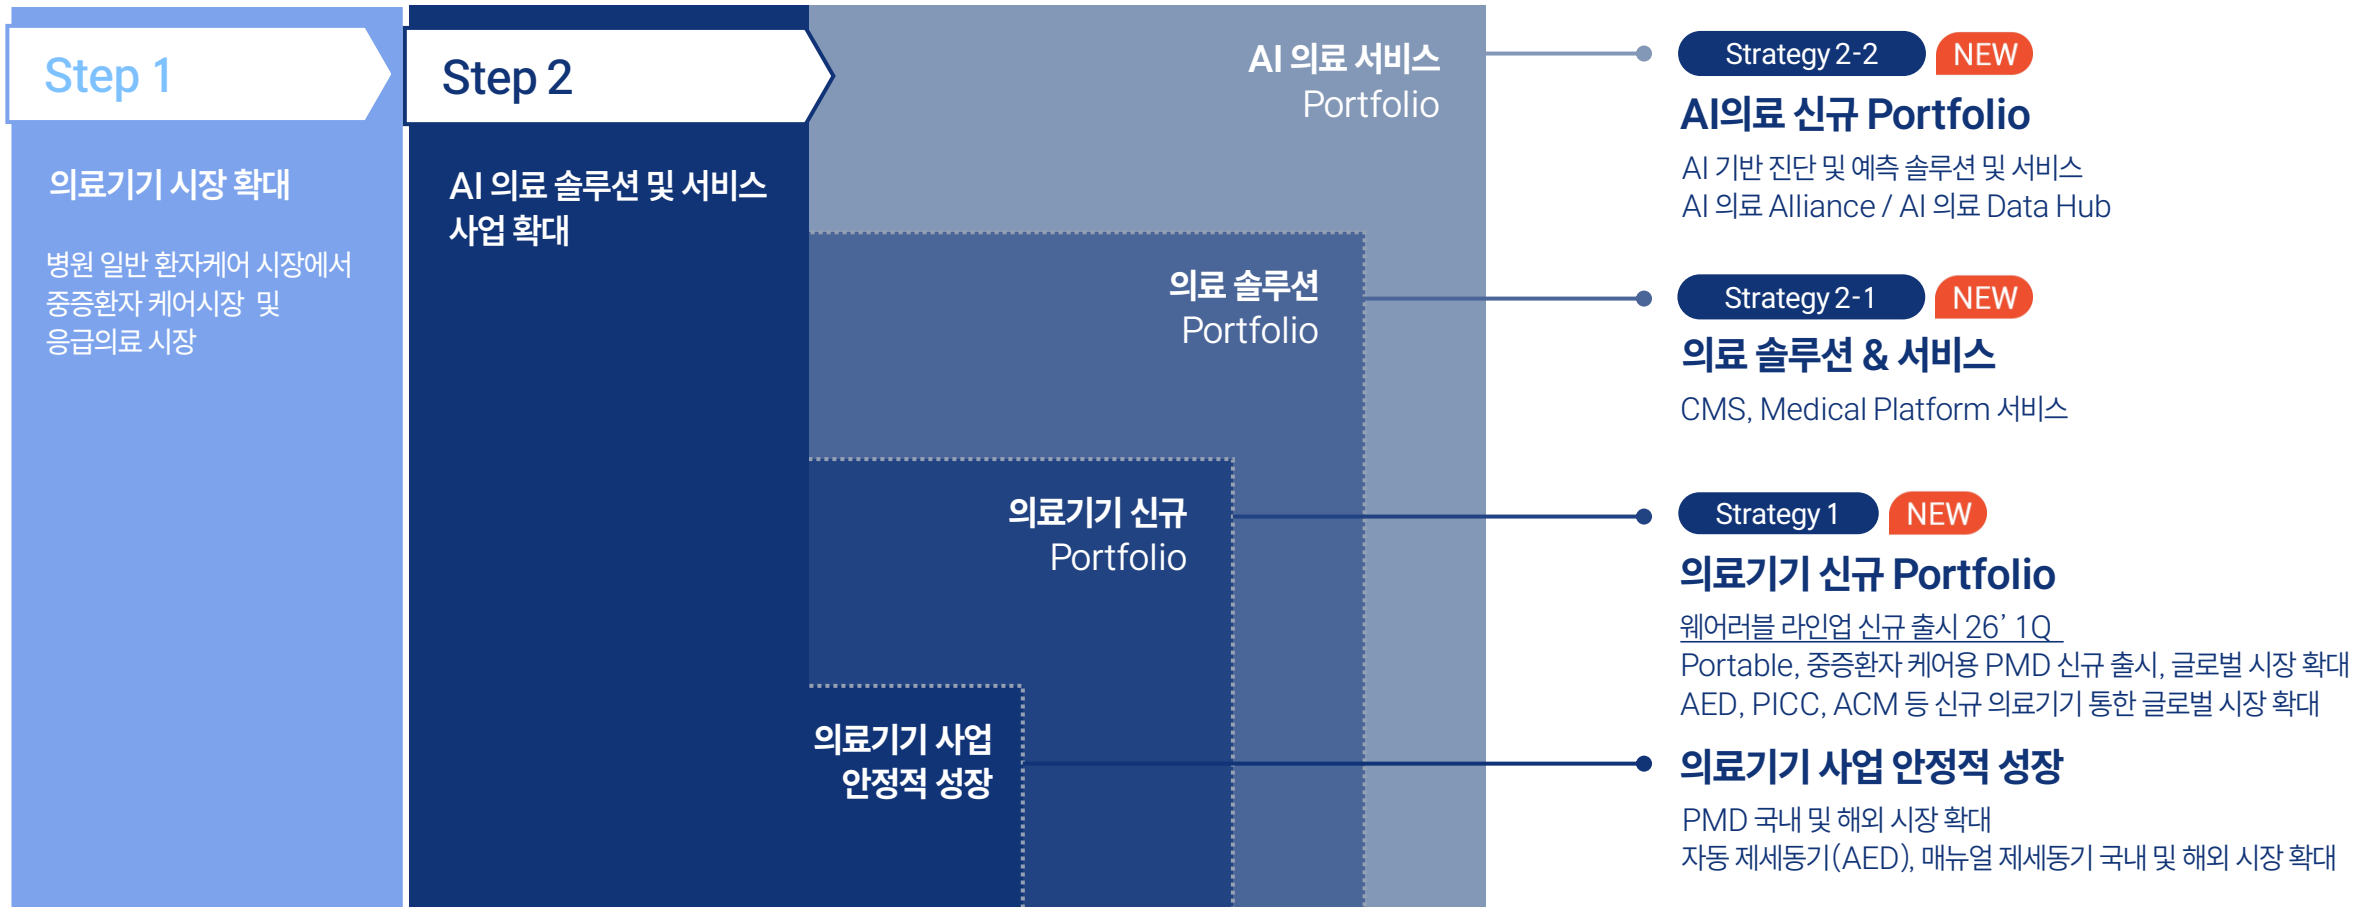 Step 1
의료기기 시장 확대
병원 일반 환자케어 시장에서
중증환자 케어시장 및
응급의료 시장
Step 2
AI 의료 솔루션 및 서비스
사업 확대
AI 의료 서비스
Portfolio
의료 솔루션
Portfolio
의료기기 신규
Portfolio
의료기기 사업
안정적 성장
Strategy 2-2 NEW
AI의료 신규 Portfolio
AI 기반 진단 및 예측 솔루션 및 서비스
AI 의료 Alliance / AI 의료 Data Hub
Strategy 2-1 NEW
의료 솔루션 & 서비스
CMS, Medical Platform 서비스
Strategy 1 NEW
의료기기 신규 Portfolio
웨어러블 라인업 신규 출시 26’ 1Q
Portable, 중증환자 케어용 PMD 신규 출시, 글로벌 시장 확대
AED, PICC, ACM 등 신규 의료기기 통한 글로벌 시장 확대
의료기기 사업 안정적 성장
PMD 국내 및 해외 시장 확대
자동 제세동기(AED), 매뉴얼 제세동기 국내 및 해외 시장 확대